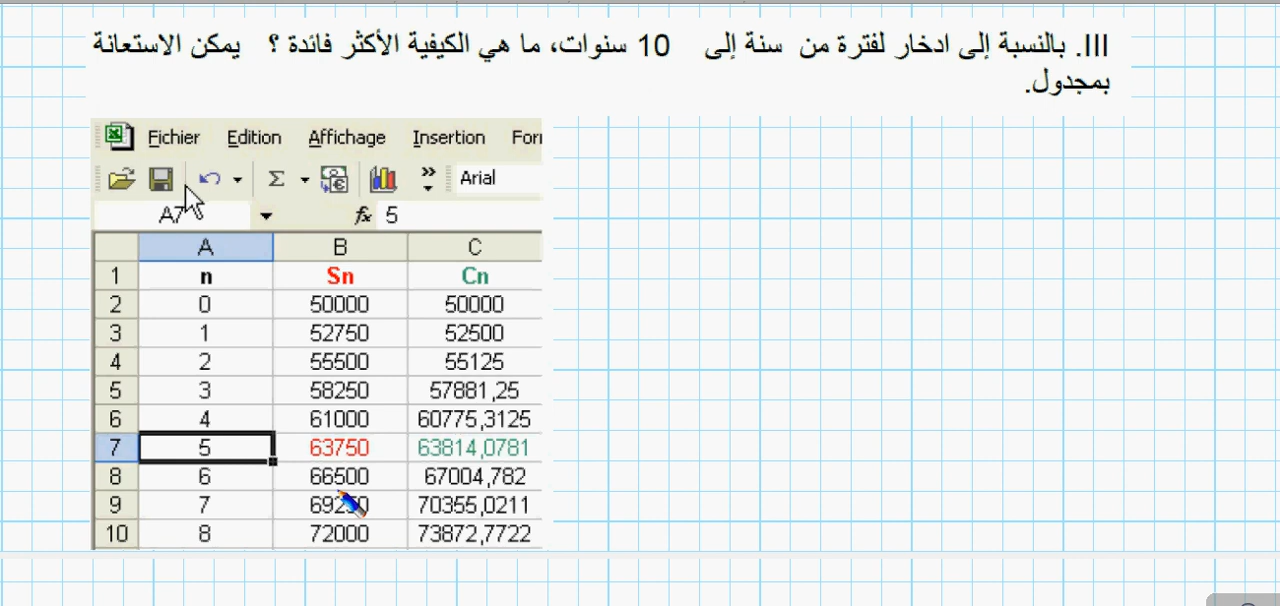 III. بالنسبة إلى ادخار لفترة من سنة إلى 10 سنوات، ما هي الكيفية الأكثر فائدة ؟ يمكن الاستعانة
بمجدول.
Fichier Edition Affichage Insertion For
Σ € » Arial
A7 fx 5
A B C
1 n Sn Cn
2 0 50000 50000
3 1 52750 52500
4 2 55500 55125
5 3 58250 57881,25
6 4 61000 60775,3125
7 5 63750 63814,0781
8 6 66500 67004,782
9 7 70355,0211
10 8 72000 73872,7722